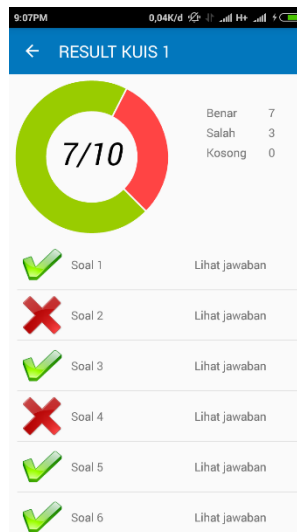 9:07PM 0,04K/d H+
RESULT KUIS 1
7/10
Benar 7
Salah 3
Kosong 0
Soal 1 Lihat jawaban
Soal 2 Lihat jawaban
Soal 3 Lihat jawaban
Soal 4 Lihat jawaban
Soal 5 Lihat jawaban
Soal 6 Lihat jawaban